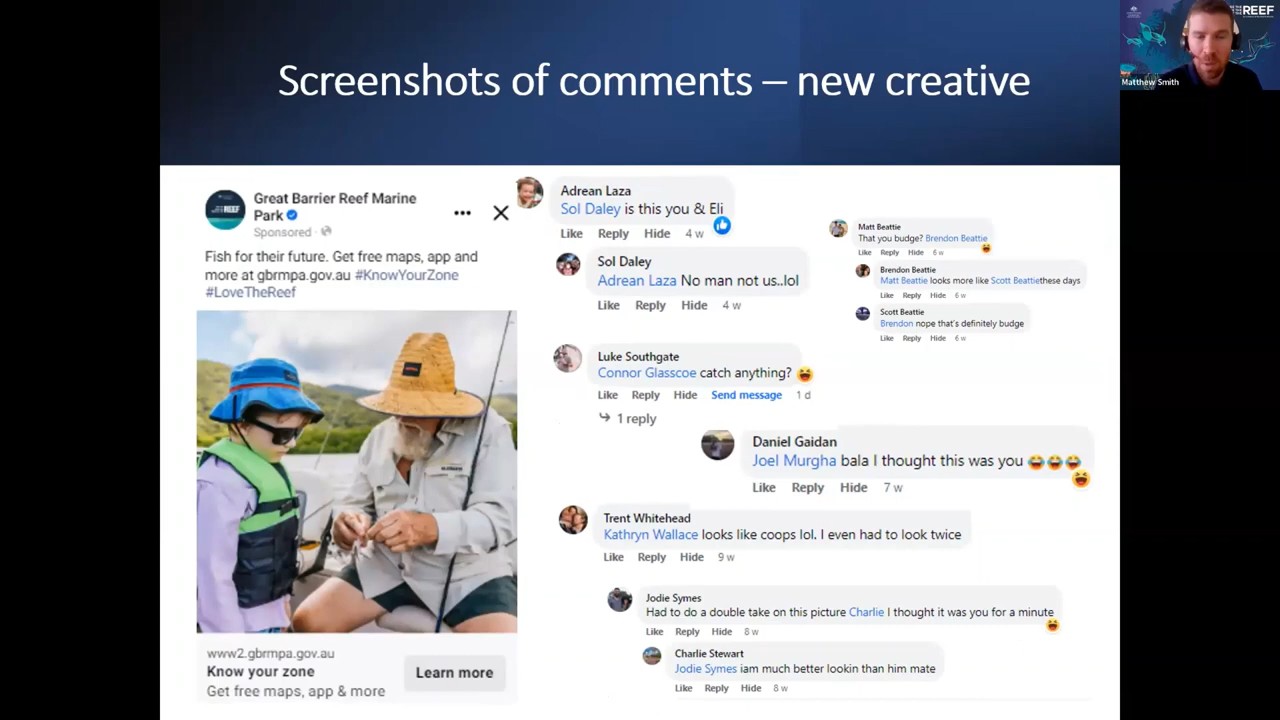 Screenshots of comments – new creative
REEF
Matthew Smith
REEF
Great Barrier Reef Marine
Park
Sponsored ·
Fish for their future. Get free maps, app and
more at gbrmpa.gov.au #KnowYourZone
#LoveTheReef
www2.gbrmpa.gov.au
Know your zone
Get free maps, app & more
Learn more
Adrean Laza
Sol Daley is this you & Eli
Like Reply Hide 4 w
Sol Daley
Adrean Laza No man not us..lol
Like Reply Hide 4 w
Matt Beattie
That you budge? Brendon Beattie
Like Reply Hide 6 w
Brendon Beattie
Matt Beattie looks more like Scott Beattiethese days
Like Reply Hide 6 w
Scott Beattie
Brendon nope that's definitely budge
Like Reply Hide 6 w
Luke Southgate
Connor Glasscoe catch anything?
Like Reply Hide Send message 1 d
1 reply
Daniel Gaidan
Joel Murgha bala I thought this was you
Like Reply Hide 7 w
Trent Whitehead
Kathryn Wallace looks like coops lol. I even had to look twice
Like Reply Hide 9 w
Jodie Symes
Had to do a double take on this picture Charlie I thought it was you for a minute
Like Reply Hide 8 w
Charlie Stewart
Jodie Symes iam much better lookin than him mate
Like Reply Hide 8 w